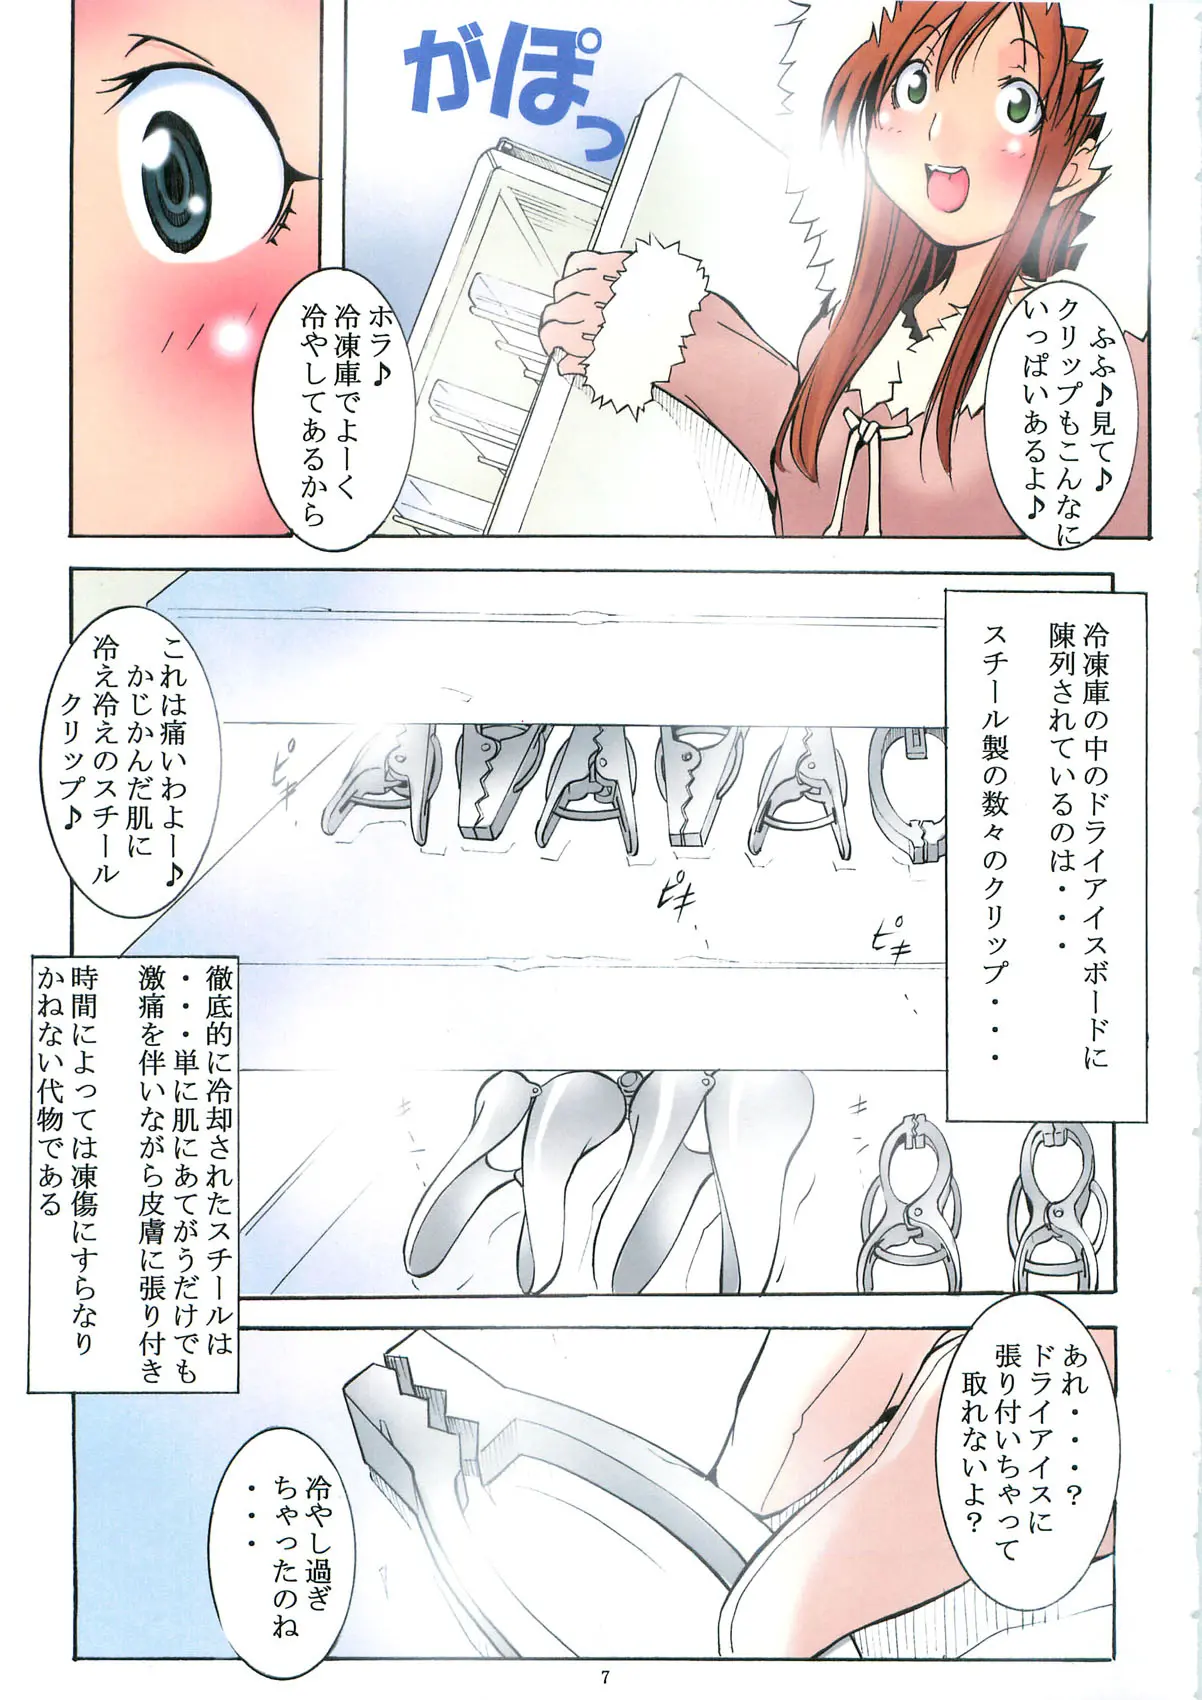 がぽっ
ふふ♪見て♪
クリップもこんなに
いっぱいあるよ♪
ホラ♪
冷凍庫でよーく
冷やしてあるから
冷凍庫の中のドライアイスボードに
陳列されているのは・・・
スチール製の数々のクリップ・・・
これは痛いわよー♪
かじかんだ肌に
冷え冷えのスチール
クリップ♪
ピキ
ピキ
ピキ
徹底的に冷却されたスチールは
・・・単に肌にあてがうだけでも
激痛を伴いながら皮膚に張り付き
時間によっては凍傷にすらなり
かねない代物である
あれ・・・？
ドライアイスに
張り付いちゃって
取れないよ？
冷やし過ぎ
ちゃったのね
・・・
7